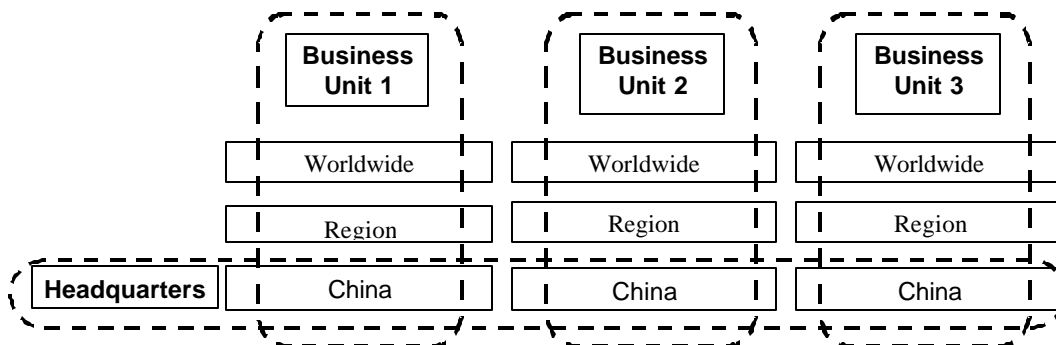 Business Business Business
Unit 1 Unit 2 Unit 3
Worldwide Worldwide Worldwide
Region Region Region
Headquarters China China China